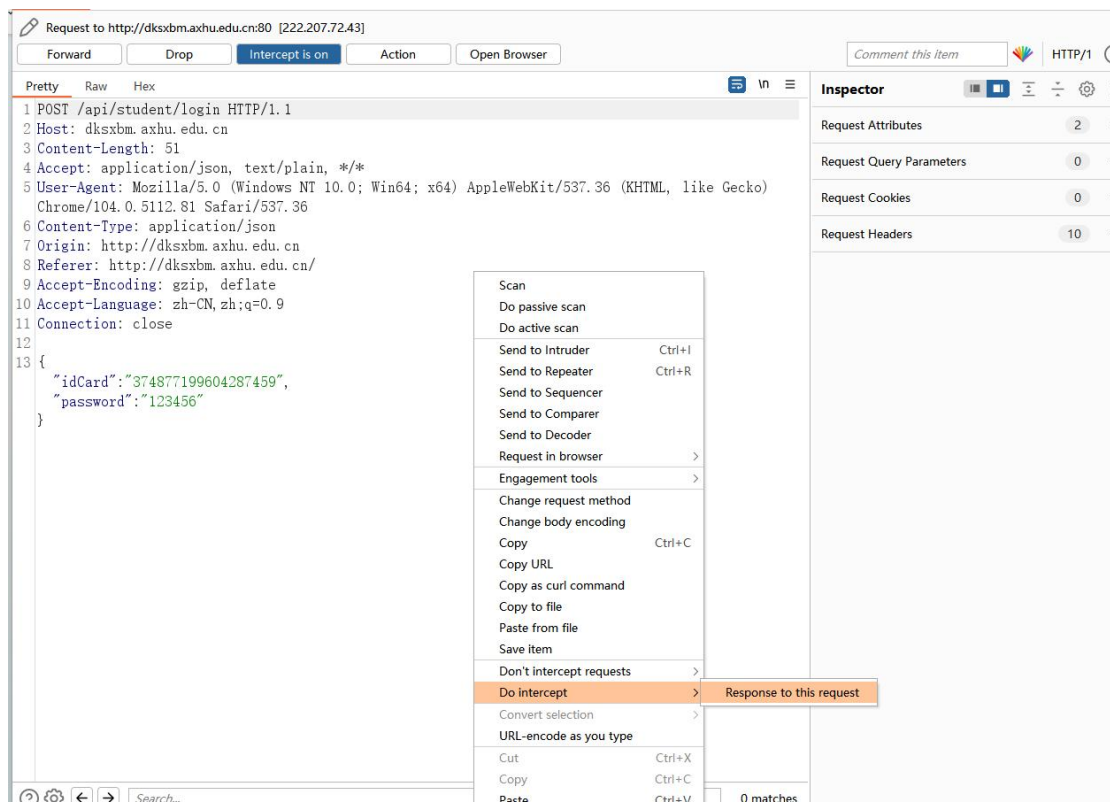 Request to http://dksxbm.axhu.edu.cn:80 [222.207.72.43]
Forward Drop Intercept is on Action Open Browser Comment this item HTTP/1
Pretty Raw Hex \n
1 POST /api/student/login HTTP/1.1
2 Host: dksxbm.axhu.edu.cn
3 Content-Length: 51
4 Accept: application/json, text/plain, */*
5 User-Agent: Mozilla/5.0 (Windows NT 10.0; Win64; x64) AppleWebKit/537.36 (KHTML, like Gecko)
Chrome/104.0.5112.81 Safari/537.36
6 Content-Type: application/json
7 Origin: http://dksxbm.axhu.edu.cn
8 Referer: http://dksxbm.axhu.edu.cn/
9 Accept-Encoding: gzip, deflate
10 Accept-Language: zh-CN,zh;q=0.9
11 Connection: close
12
13 {
"idCard":"374877199604287459",
"password":"123456"
}
Inspector
Request Attributes 2
Request Query Parameters 0
Request Cookies 0
Request Headers 10
Scan
Do passive scan
Do active scan
Send to Intruder Ctrl+I
Send to Repeater Ctrl+R
Send to Sequencer
Send to Comparer
Send to Decoder
Request in browser >
Engagement tools >
Change request method
Change body encoding
Copy Ctrl+C
Copy URL
Copy as curl command
Copy to file
Paste from file
Save item
Don't intercept requests >
Do intercept > Response to this request
Convert selection >
URL-encode as you type
Cut Ctrl+X
Copy Ctrl+C
Paste Ctrl+V
Search... 0 matches